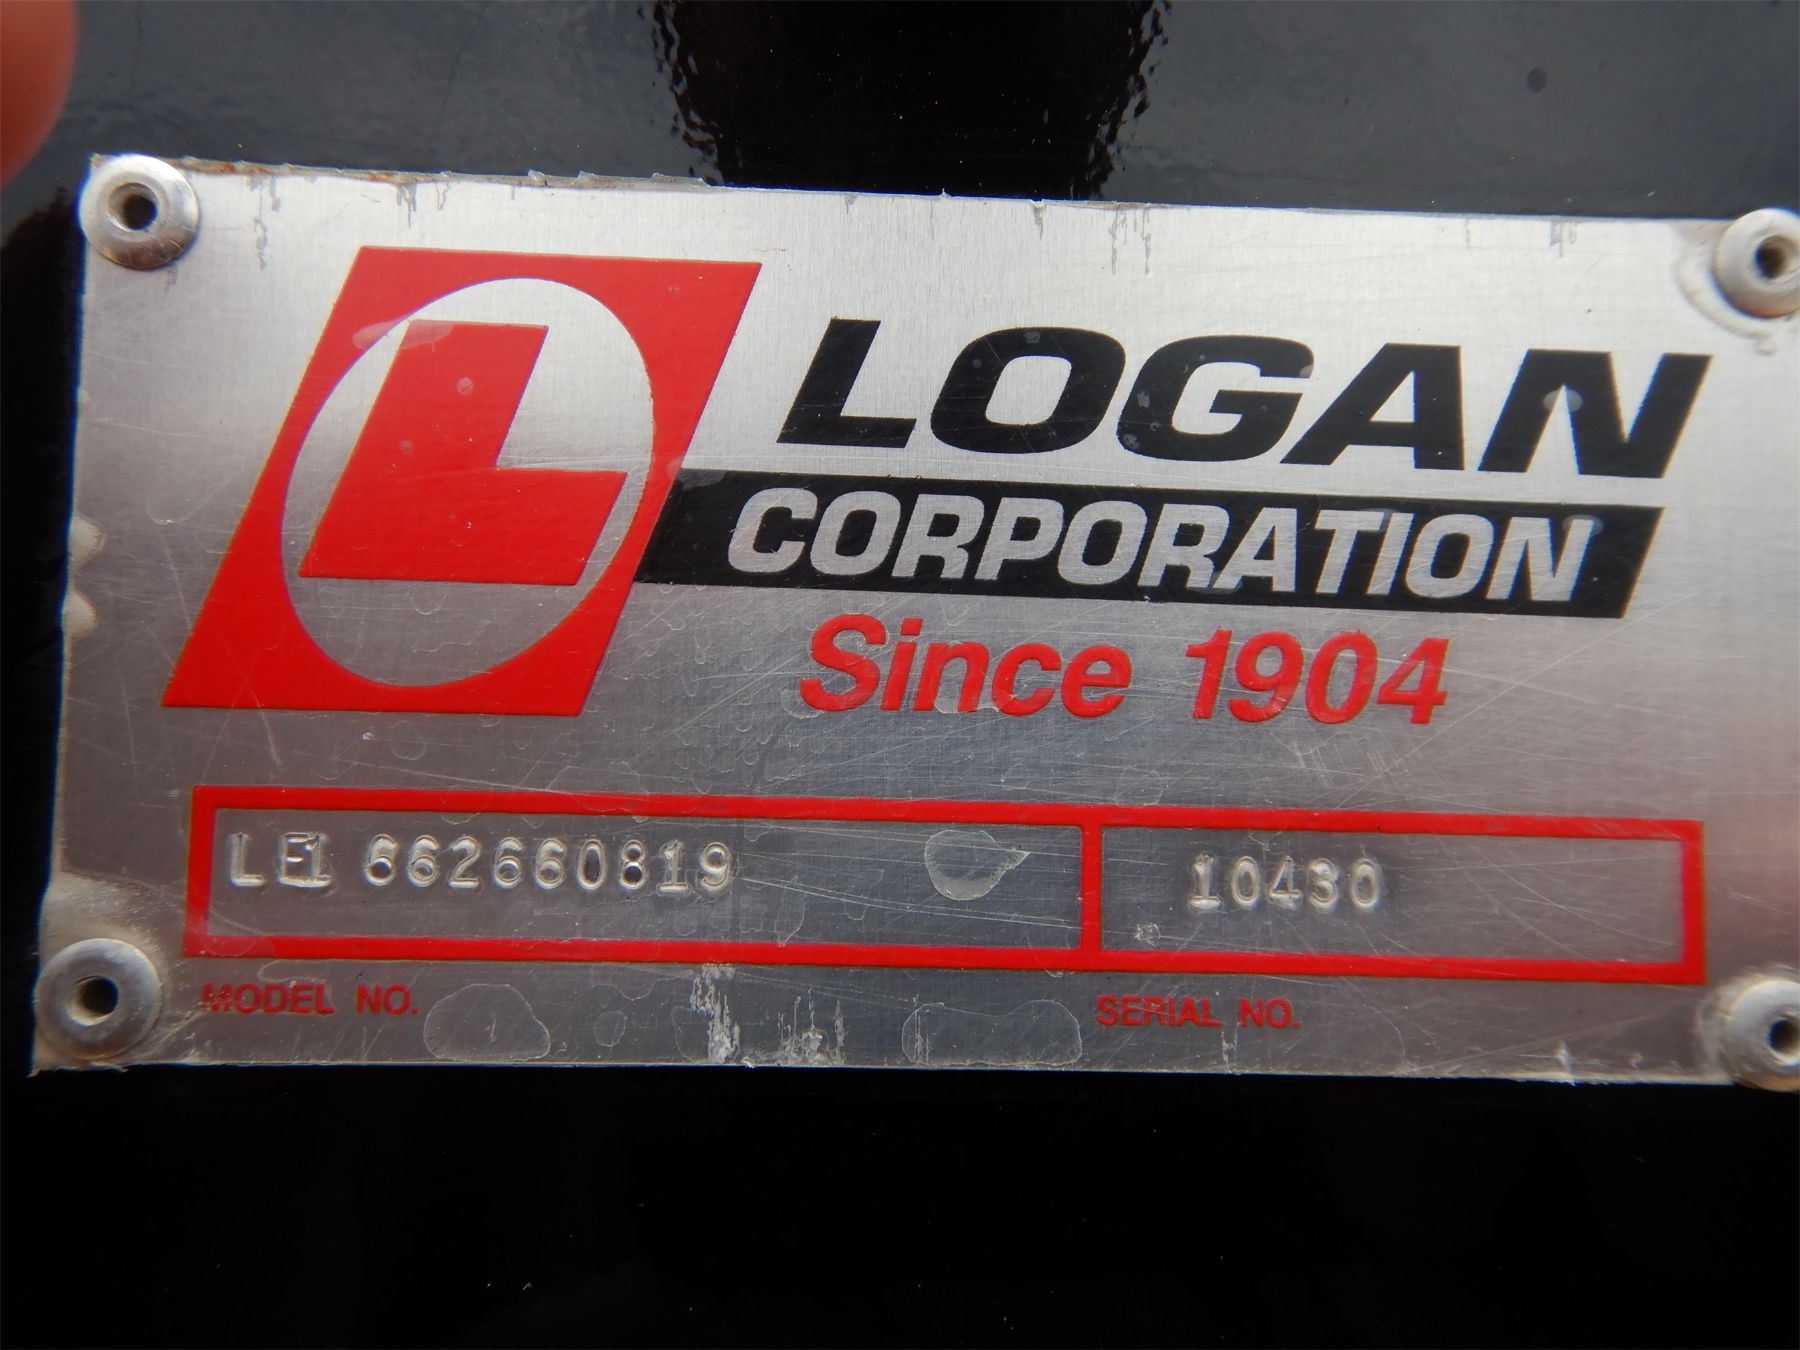 L
LOGAN
CORPORATION
Since 1904
LE1 662660819
10430
MODEL NO.
SERIAL NO.